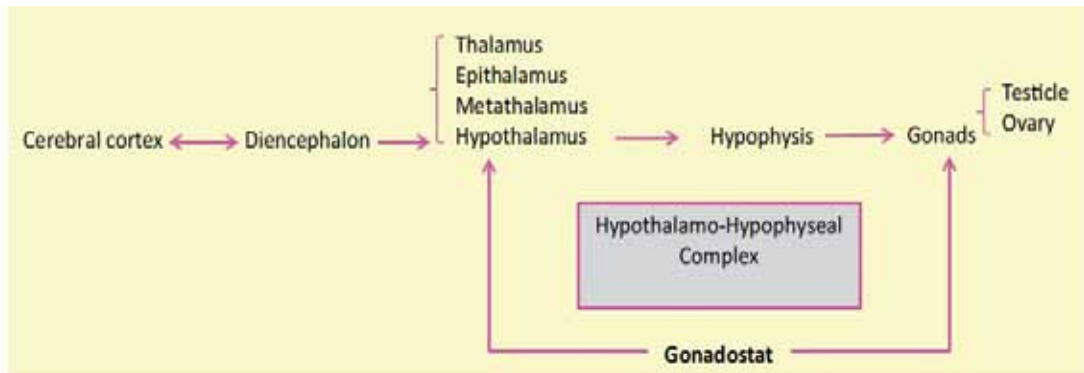 Thalamus
Epithalamus
Metathalamus
Hypothalamus
Cerebral cortex
Diencephalon
Hypophysis
Gonads
Testicle
Ovary
Hypothalamo-Hypophyseal
Complex
Gonadostat